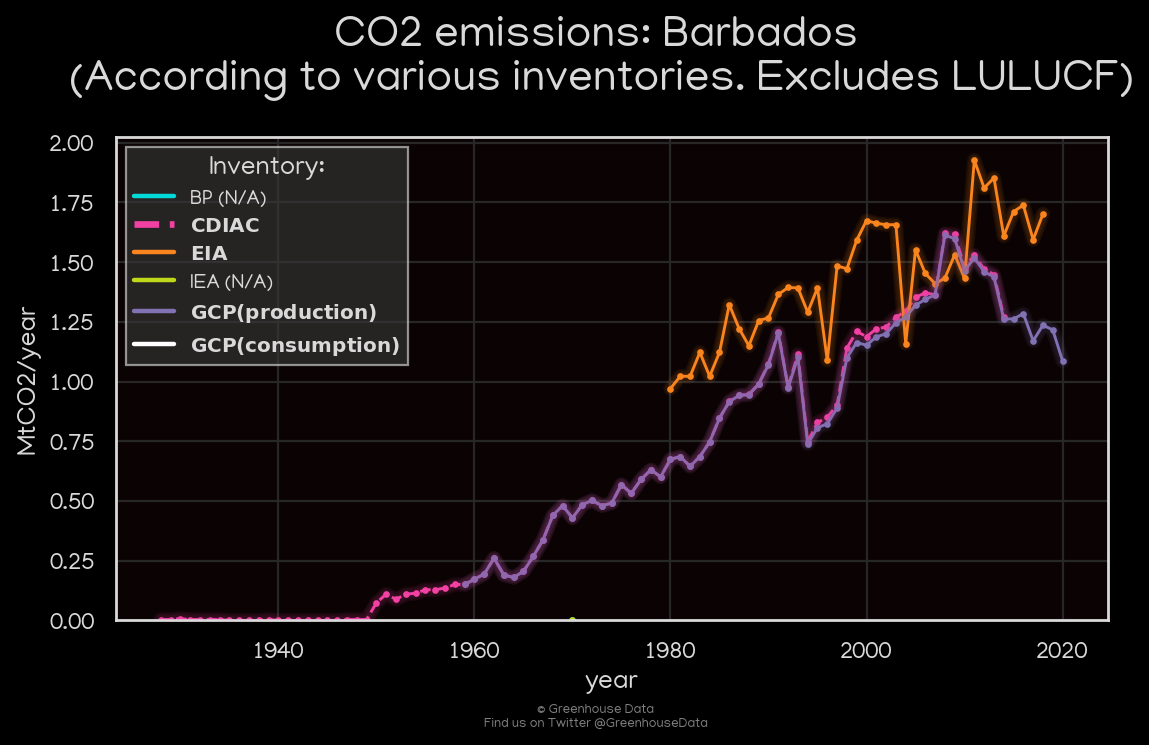 CO2 emissions: Barbados
(According to various inventories. Excludes LULUCF)
2.00
1.75
1.50
1.25
1.00
0.75
0.50
0.25
0.00
MtCO2/year
Inventory:
BP (N/A)
CDIAC
EIA
IEA (N/A)
GCP(production)
GCP(consumption)
1940
1960
1980
2000
2020
year
© Greenhouse Data
Find us on Twitter @GreenhouseData